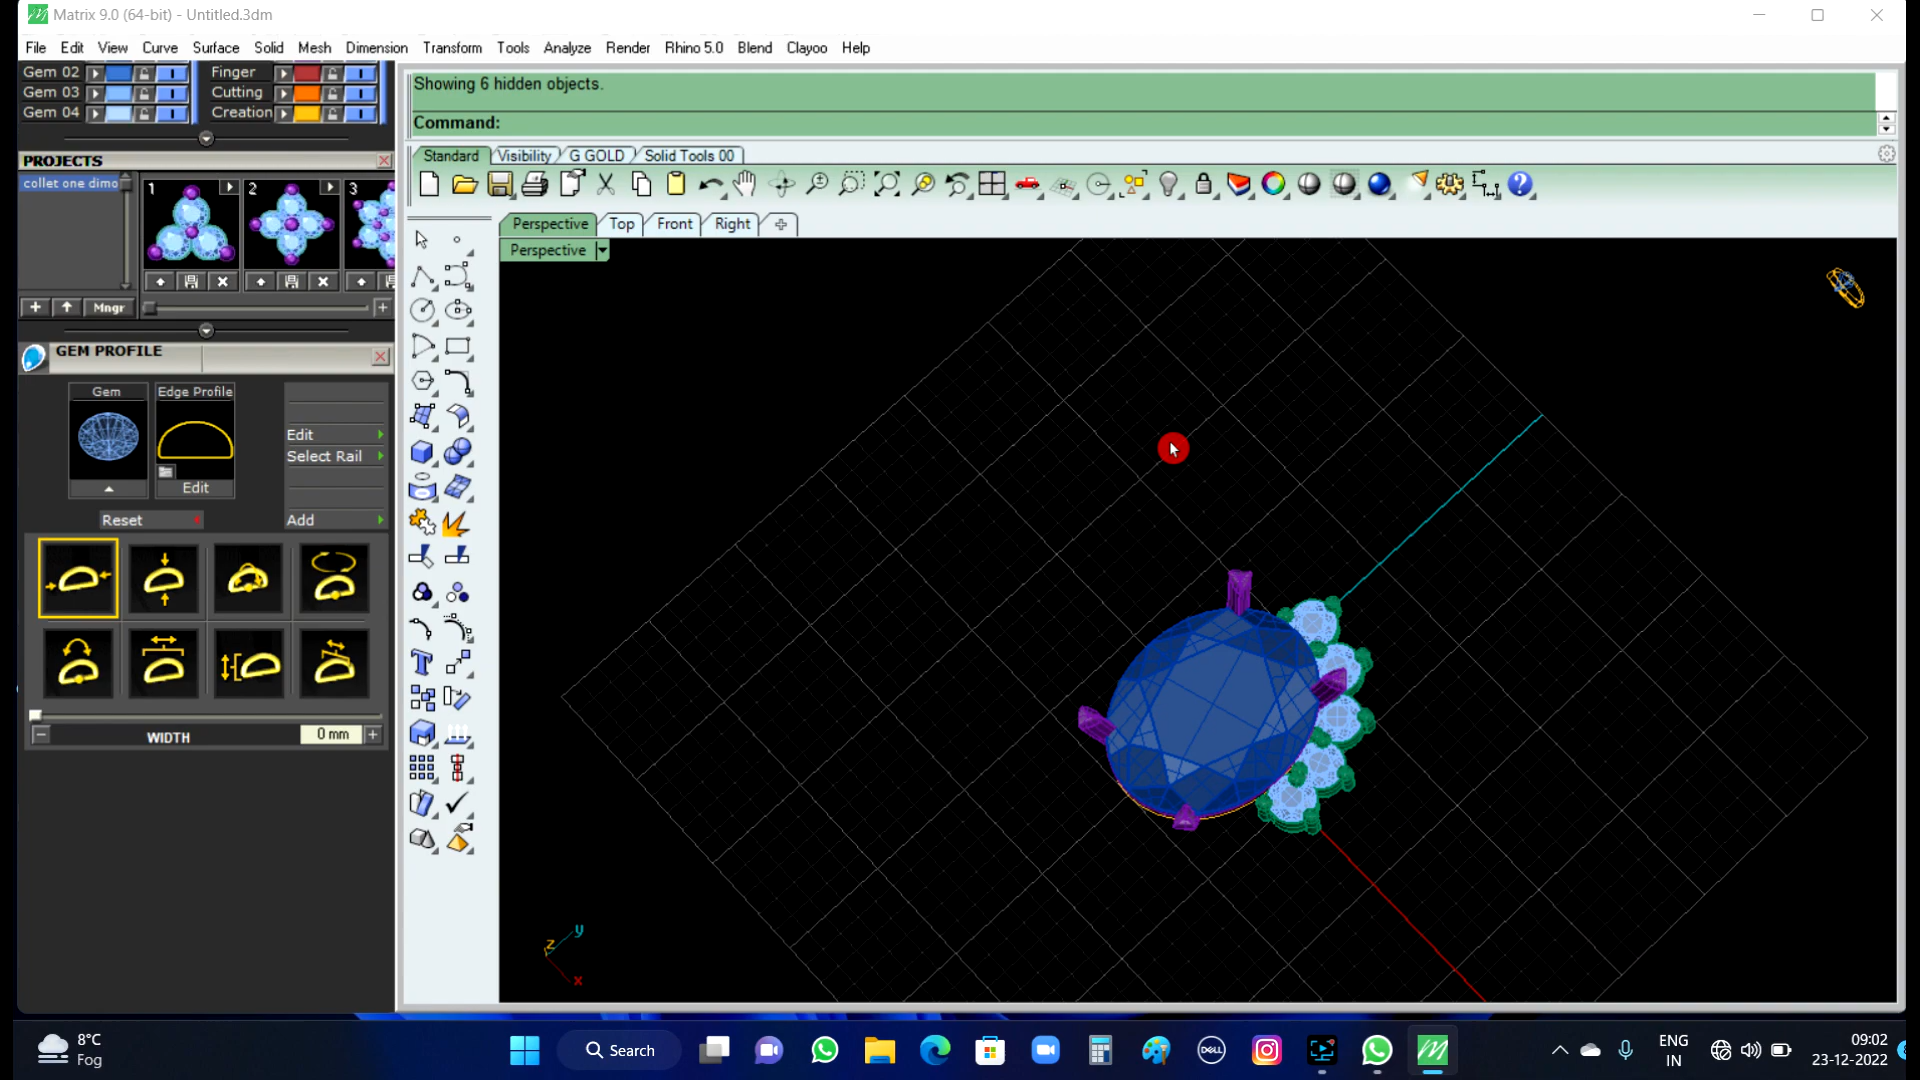 Matrix 9.0 (64-bit) - Untitled.3dm
File Edit View Curve Surface Solid Mesh Dimension Transform Tools Analyze Render Rhino 5.0 Blend Clayoo Help
Gem 02 Finger
Gem 03 Cutting
Gem 04 Creation
Showing 6 hidden objects.
Command:
PROJECTS
collet one dimo
1 2 3
Mngr
Standard Visibility G GOLD Solid Tools 00
Perspective Top Front Right
Perspective
GEM PROFILE
Gem Edge Profile
Edit
Select Rail
Edit
Reset Add
WIDTH 0 mm
z y
x
8°C
Fog
Search
DELL
ENG
IN
09:02
23-12-2022